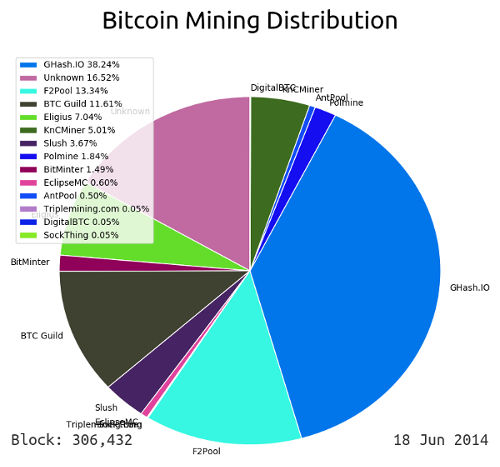 Bitcoin Mining Distribution
GHash.IO 38.24%
Unknown 16.52%
F2Pool 13.34%
BTC Guild 11.61%
Eligius 7.04%
KnCMiner 5.01%
Slush 3.67%
Polmine 1.84%
BitMinter 1.49%
EclipseMC 0.60%
AntPool 0.50%
Triplemining.com 0.05%
DigitalBTC 0.05%
SockThing 0.05%
DigitalBTC
KnCMiner
AntPool
Polmine
Unknown
BitMinter
GHash.IO
BTC Guild
Slush
EclipseMC
F2Pool
Block: 306,432
18 Jun 2014